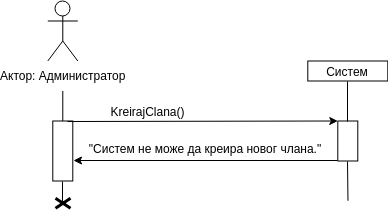 Актор: Администратор
Систем
KreirajClana()
"Систем не може да креира новог члана."